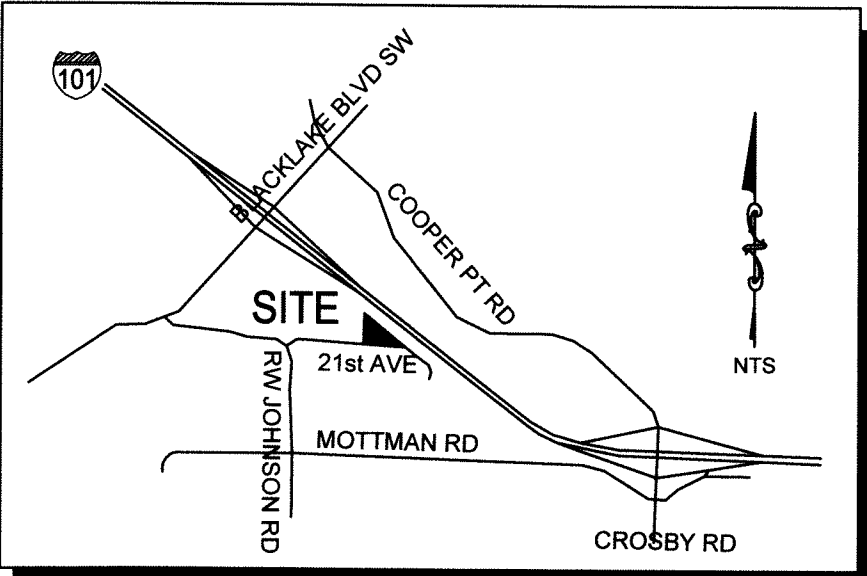 101
BLACKLAKE BLVD SW
COOPER PT RD
SITE
21st AVE
NTS
RW JOHNSON RD
MOTTMAN RD
CROSBY RD